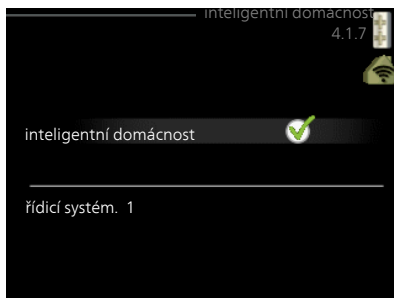 inteligentní domácnost
4.1.7
inteligentní domácnost
řídicí systém. 1